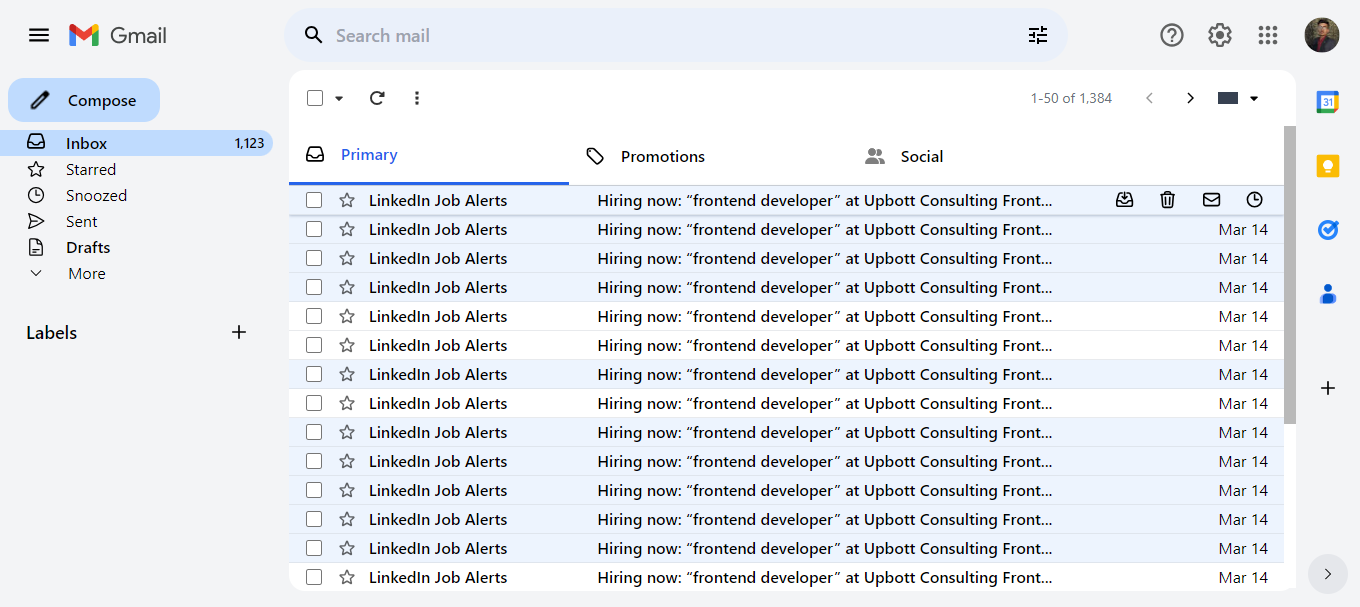 Gmail
Search mail
Compose
1-50 of 1,384
31
Inbox 1,123
Starred
Snoozed
Sent
Drafts
More
Labels
Primary Promotions Social
LinkedIn Job Alerts Hiring now: “frontend developer” at Upbott Consulting Front...
LinkedIn Job Alerts Hiring now: “frontend developer” at Upbott Consulting Front... Mar 14
LinkedIn Job Alerts Hiring now: “frontend developer” at Upbott Consulting Front... Mar 14
LinkedIn Job Alerts Hiring now: “frontend developer” at Upbott Consulting Front... Mar 14
LinkedIn Job Alerts Hiring now: “frontend developer” at Upbott Consulting Front... Mar 14
LinkedIn Job Alerts Hiring now: “frontend developer” at Upbott Consulting Front... Mar 14
LinkedIn Job Alerts Hiring now: “frontend developer” at Upbott Consulting Front... Mar 14
LinkedIn Job Alerts Hiring now: “frontend developer” at Upbott Consulting Front... Mar 14
LinkedIn Job Alerts Hiring now: “frontend developer” at Upbott Consulting Front... Mar 14
LinkedIn Job Alerts Hiring now: “frontend developer” at Upbott Consulting Front... Mar 14
LinkedIn Job Alerts Hiring now: “frontend developer” at Upbott Consulting Front... Mar 14
LinkedIn Job Alerts Hiring now: “frontend developer” at Upbott Consulting Front... Mar 14
LinkedIn Job Alerts Hiring now: “frontend developer” at Upbott Consulting Front... Mar 14
LinkedIn Job Alerts Hiring now: “frontend developer” at Upbott Consulting Front... Mar 14